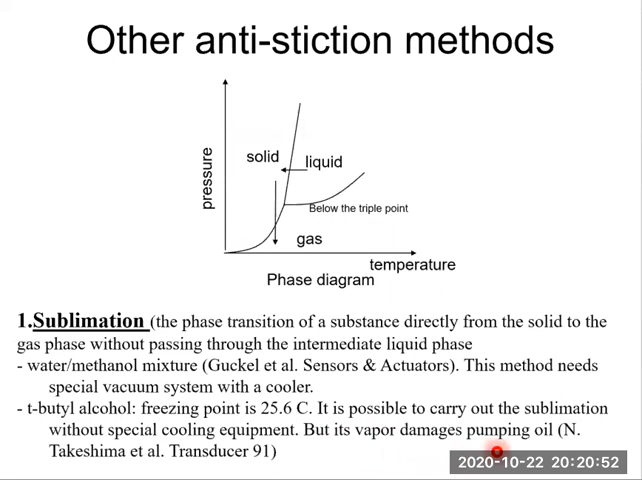 Other anti-stiction methods
pressure
solid
liquid
Below the triple point
gas
temperature
Phase diagram
1.Sublimation (the phase transition of a substance directly from the solid to the
gas phase without passing through the intermediate liquid phase
- water/methanol mixture (Guckel et al. Sensors & Actuators). This method needs
special vacuum system with a cooler.
- t-butyl alcohol: freezing point is 25.6 C. It is possible to carry out the sublimation
without special cooling equipment. But its vapor damages pumping oil (N.
Takeshima et al. Transducer 91)
2020-10-22 20:20:52